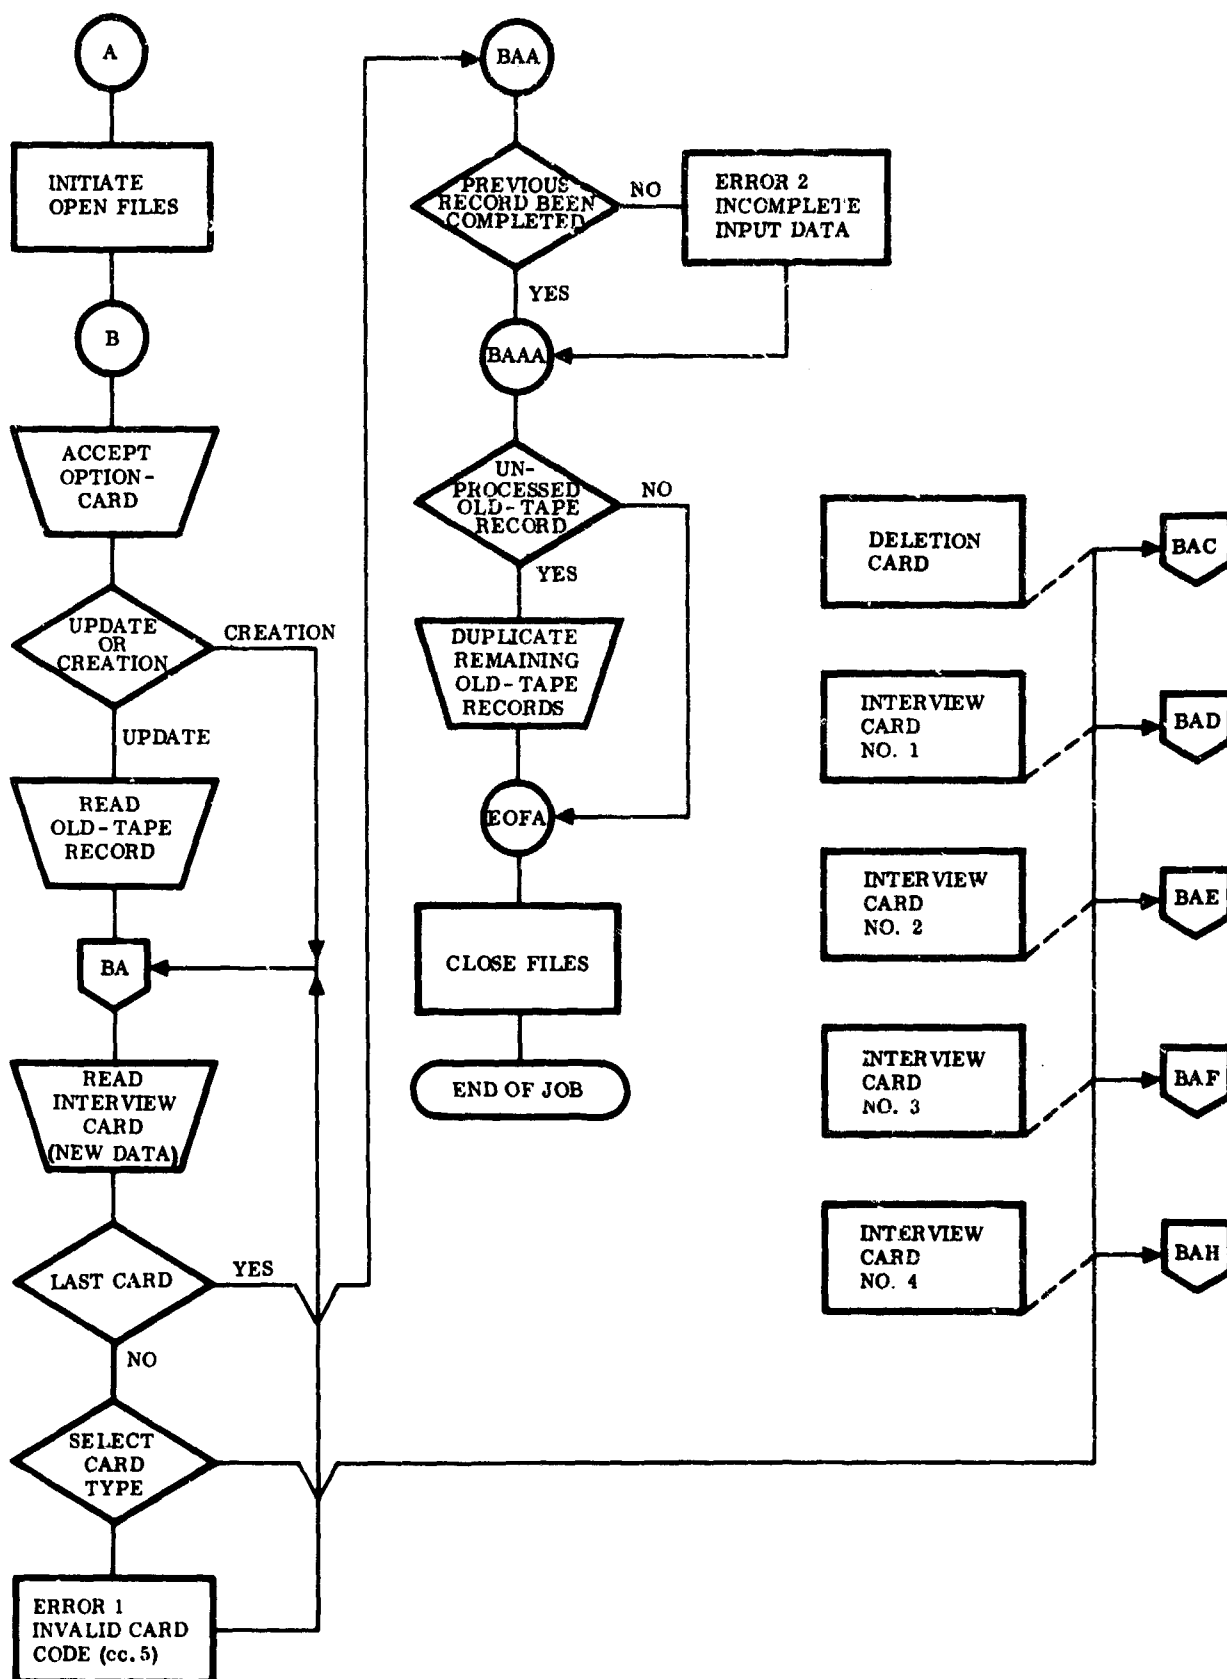 A
INITIATE
OPEN FILES
B
ACCEPT
OPTION-
CARD
UPDATE
OR
CREATION
CREATION
UPDATE
READ
OLD-TAPE
RECORD
BA
READ
INTERVIEW
CARD
(NEW DATA)
LAST CARD
YES
NO
SELECT
CARD
TYPE
ERROR 1
INVALID CARD
CODE (cc.5)
BAA
PREVIOUS
RECORD BEEN
COMPLETED
NO
ERROR 2
INCOMPLETE
INPUT DATA
YES
BAAA
UN-
PROCESSED
OLD-TAPE
RECORD
NO
YES
DUPLICATE
REMAINING
OLD-TAPE
RECORDS
EOFA
CLOSE FILES
END OF JOB
DELETION
CARD
BAC
INTERVIEW
CARD
NO. 1
BAD
INTERVIEW
CARD
NO. 2
BAE
INTERVIEW
CARD
NO. 3
BAF
INTERVIEW
CARD
NO. 4
BAH